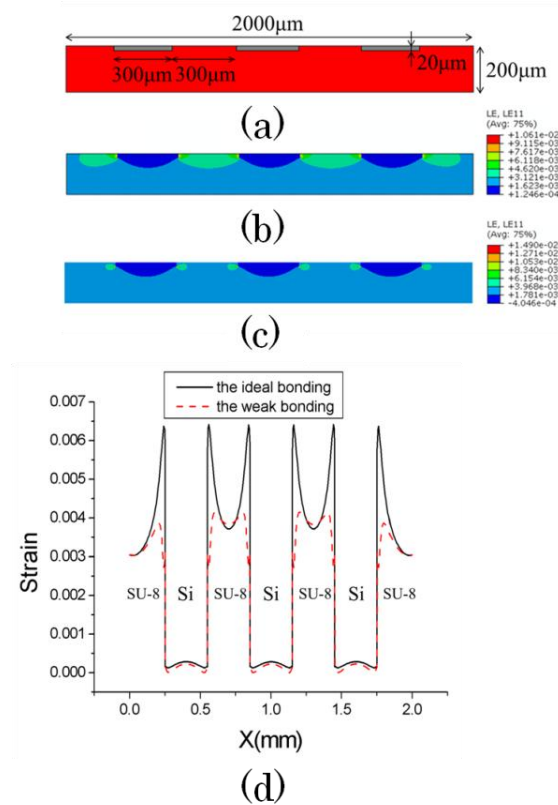 2000μm
300μm 300μm 20μm 200μm
(a)
LE, LE11
(Avg: 75%)
+1.061e-02
+9.115e-03
+7.617e-03
+6.118e-03
+4.620e-03
+3.121e-03
+1.623e-03
+1.246e-04
(b)
LE, LE11
(Avg: 75%)
+1.490e-02
+1.271e-02
+1.053e-02
+8.340e-03
+6.154e-03
+3.968e-03
+1.781e-03
-4.046e-04
(c)
the ideal bonding
the weak bonding
0.007
0.006
0.005
0.004
0.003
0.002
0.001
0.000
Strain
SU-8 Si SU-8 Si SU-8 Si SU-8
0.0 0.5 1.0 1.5 2.0
X(mm)
(d)